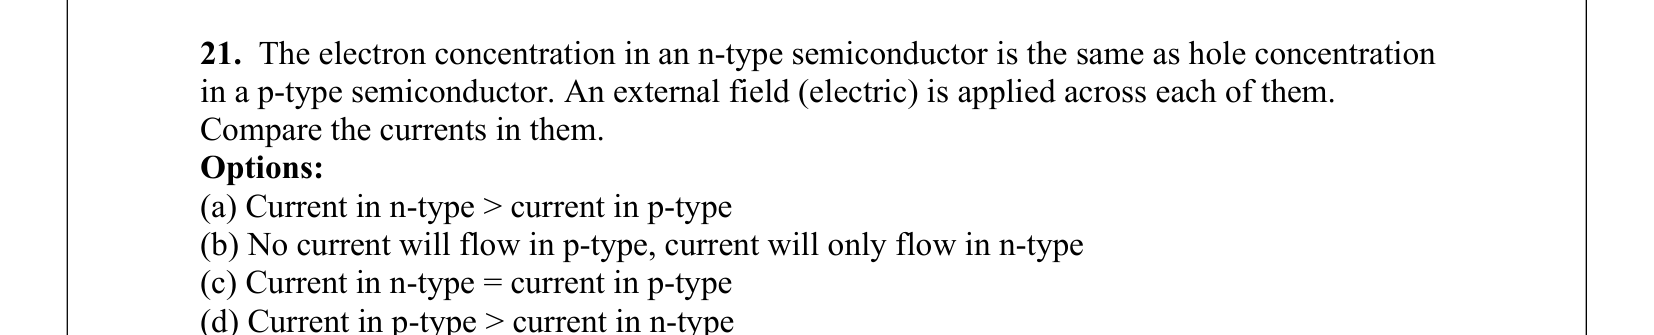 21. The electron concentration in an n-type semiconductor is the same as hole concentration
in a p-type semiconductor. An external field (electric) is applied across each of them.
Compare the currents in them.
Options:
(a) Current in n-type > current in p-type
(b) No current will flow in p-type, current will only flow in n-type
(c) Current in n-type = current in p-type
(d) Current in p-type > current in n-type